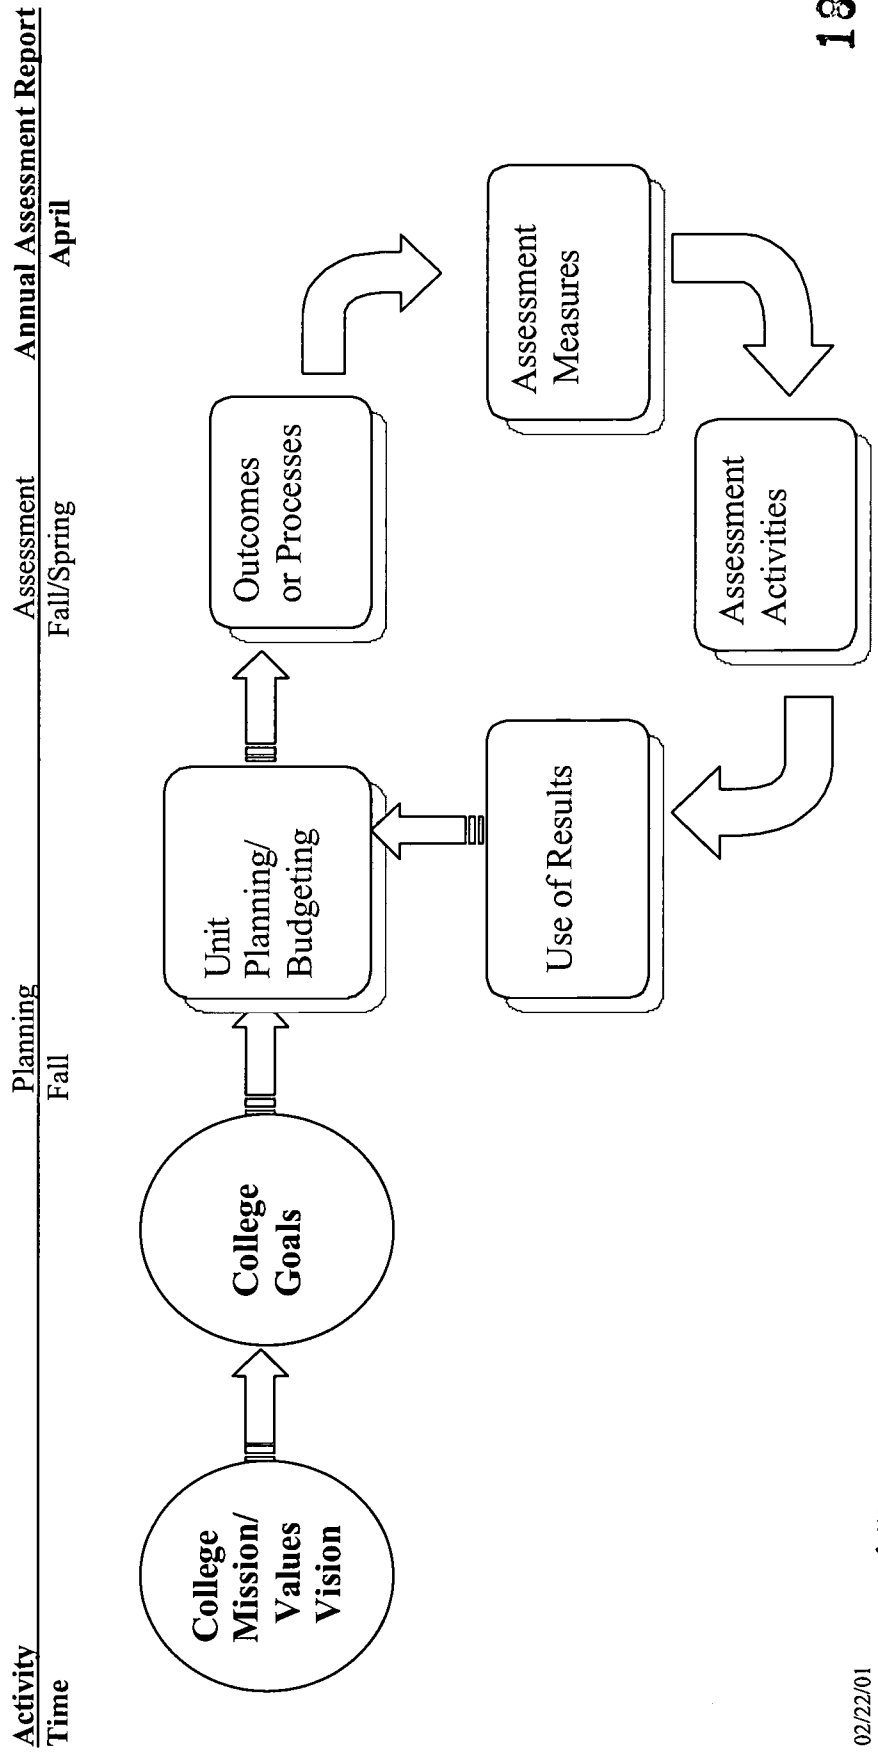 Activity Planning Assessment Annual Assessment Report
Time Fall Fall/Spring April
College
Mission/
Values
Vision
College
Goals
Unit
Planning/
Budgeting
Outcomes
or Processes
Assessment
Measures
Assessment
Activities
Use of Results
02/22/01
18